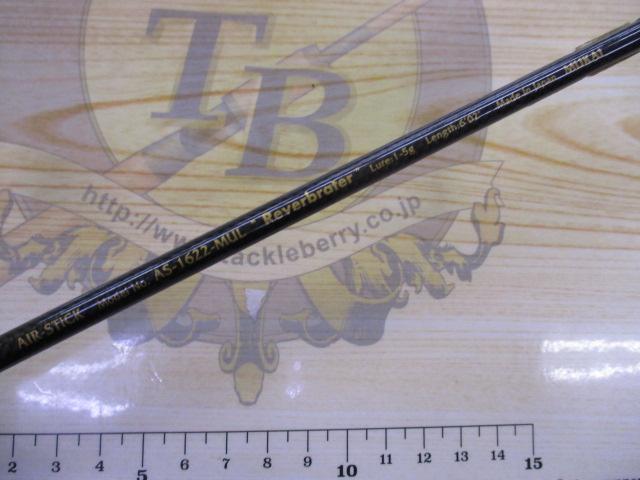 TB
http://www.tackleberry.co.jp
AIR-STICK Model No. AS-1622-MUL "Reverbrater" Lure:1-5g Length:6'02" Made In Japan MUKAI
2 3 4 5 6 7 8 9 10 11 12 13 14 15